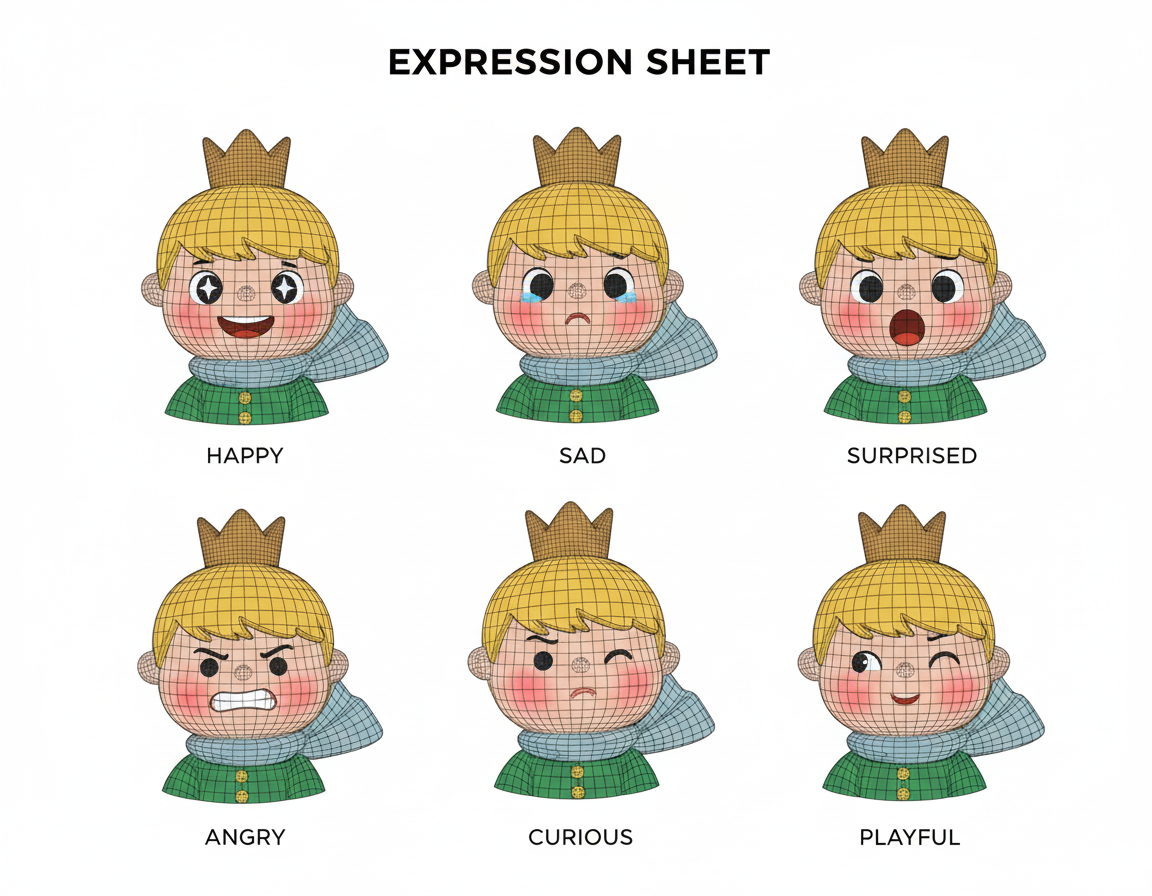 EXPRESSION SHEET
HAPPY
SAD
SURPRISED
ANGRY
CURIOUS
PLAYFUL